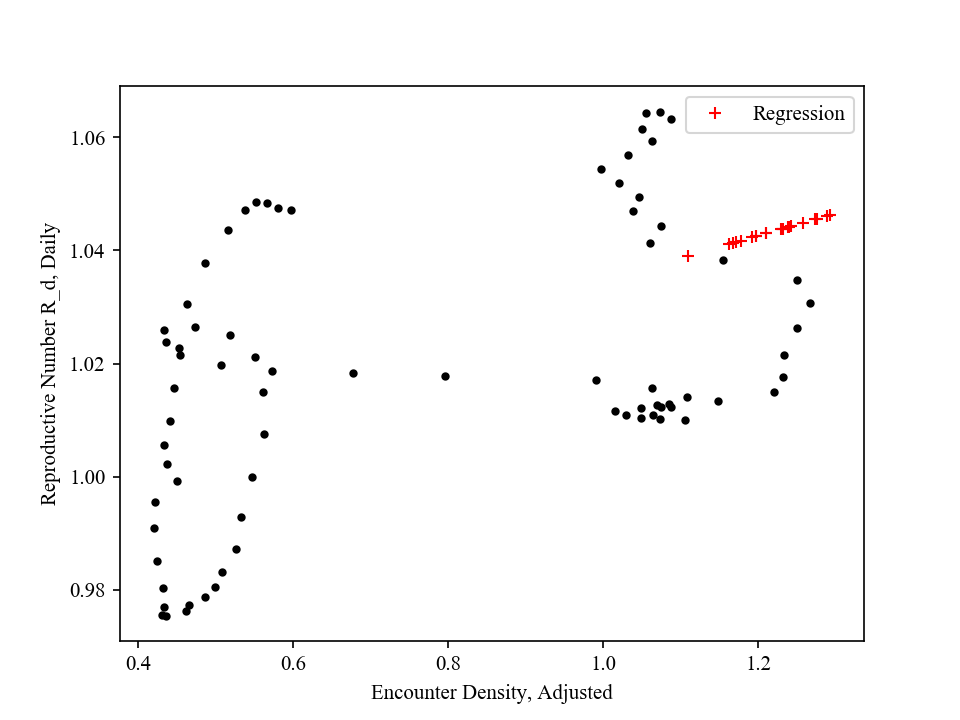 Regression
1.06
1.04
1.02
1.00
0.98
Reproductive Number R_d, Daily
0.4 0.6 0.8 1.0 1.2
Encounter Density, Adjusted